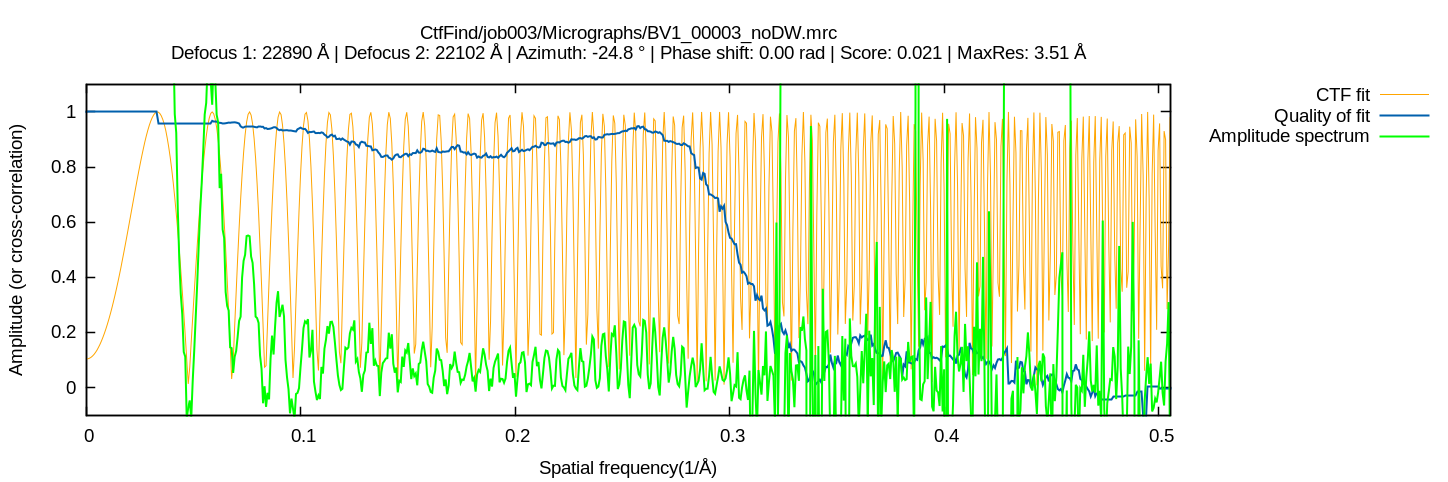 CtfFind/job003/Micrographs/BV1_00003_noDW.mrc
Defocus 1: 22890 Å | Defocus 2: 22102 Å | Azimuth: -24.8 ° | Phase shift: 0.00 rad | Score: 0.021 | MaxRes: 3.51 Å
CTF fit
Quality of fit
Amplitude spectrum
Amplitude (or cross-correlation)
1
0.8
0.6
0.4
0.2
0
0 0.1 0.2 0.3 0.4 0.5
Spatial frequency(1/Å)